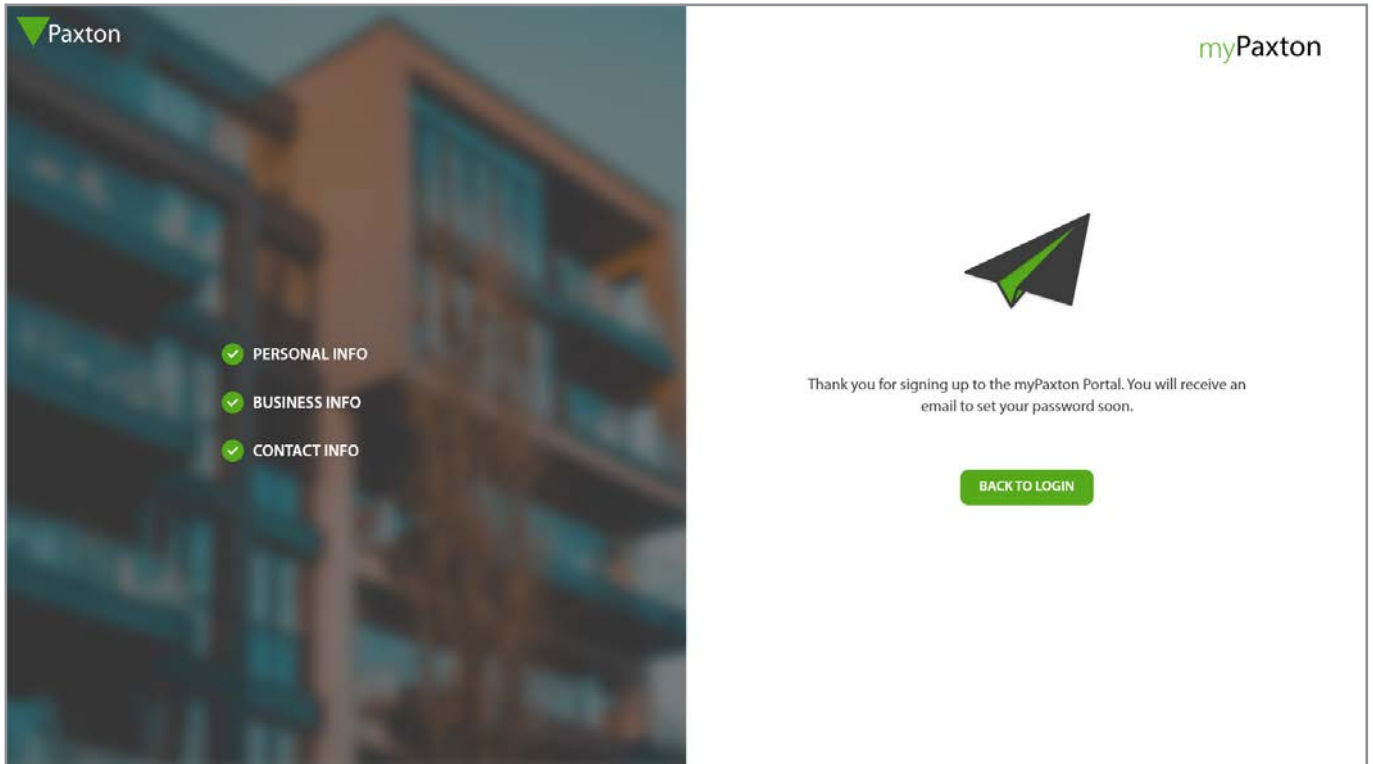 Paxton
myPaxton
PERSONAL INFO
BUSINESS INFO
CONTACT INFO
Thank you for signing up to the myPaxton Portal. You will receive an
email to set your password soon.
BACK TO LOGIN